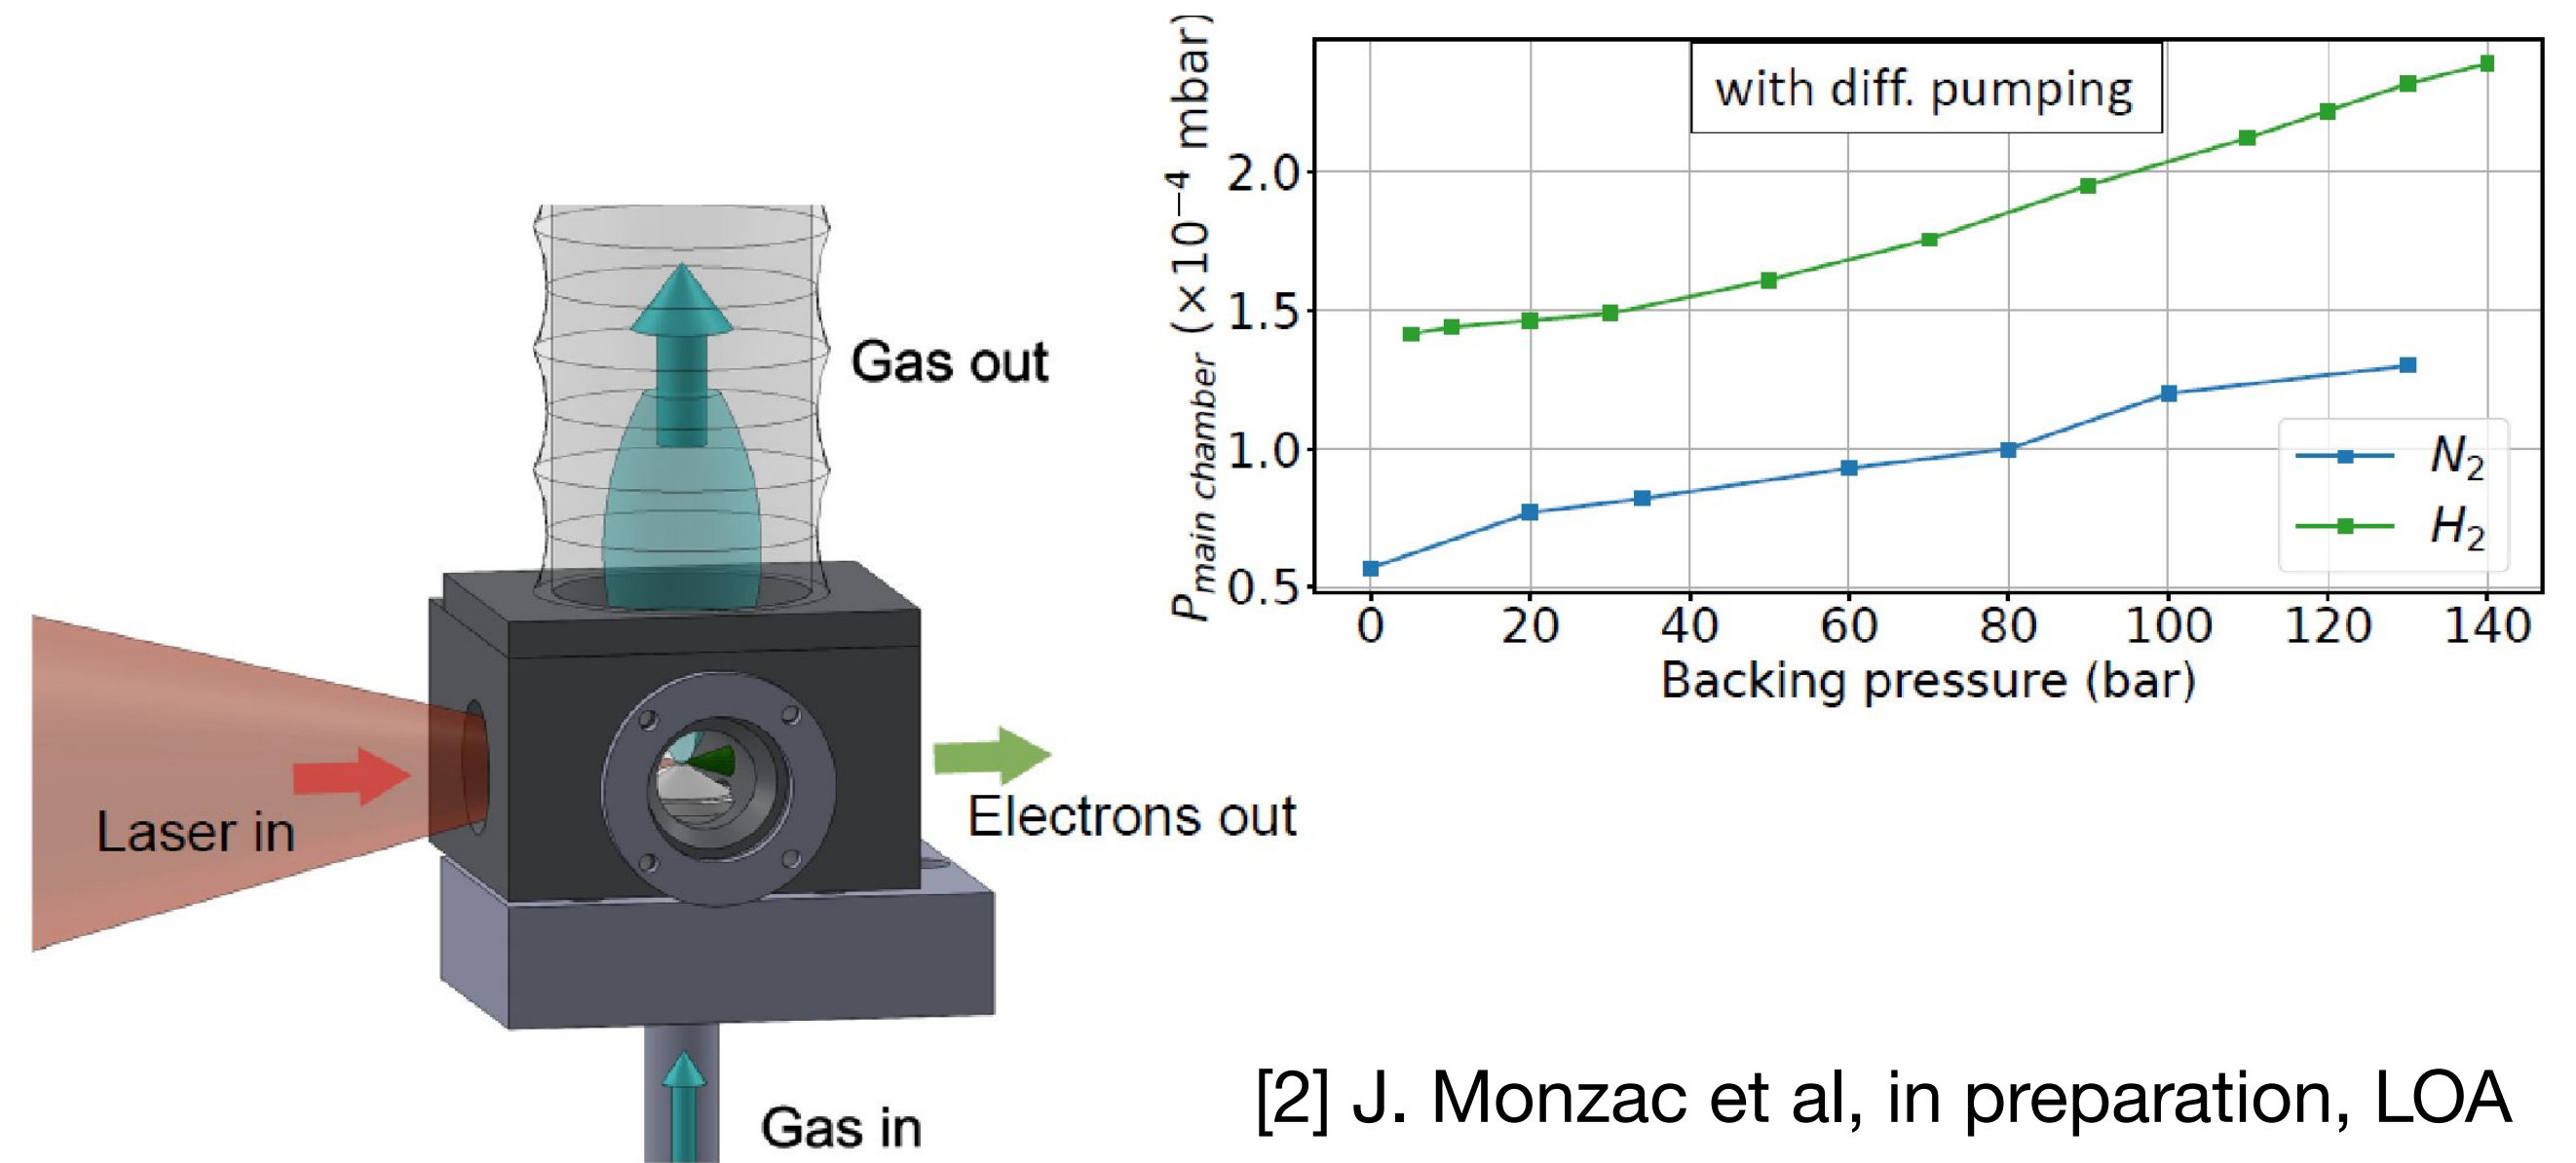 with diff. pumping
P_main chamber (×10⁻⁴ mbar)
2.0
1.5
1.0
0.5
0 20 40 60 80 100 120 140
Backing pressure (bar)
N₂
H₂
Gas out
Laser in
Electrons out
Gas in
[2] J. Monzac et al, in preparation, LOA